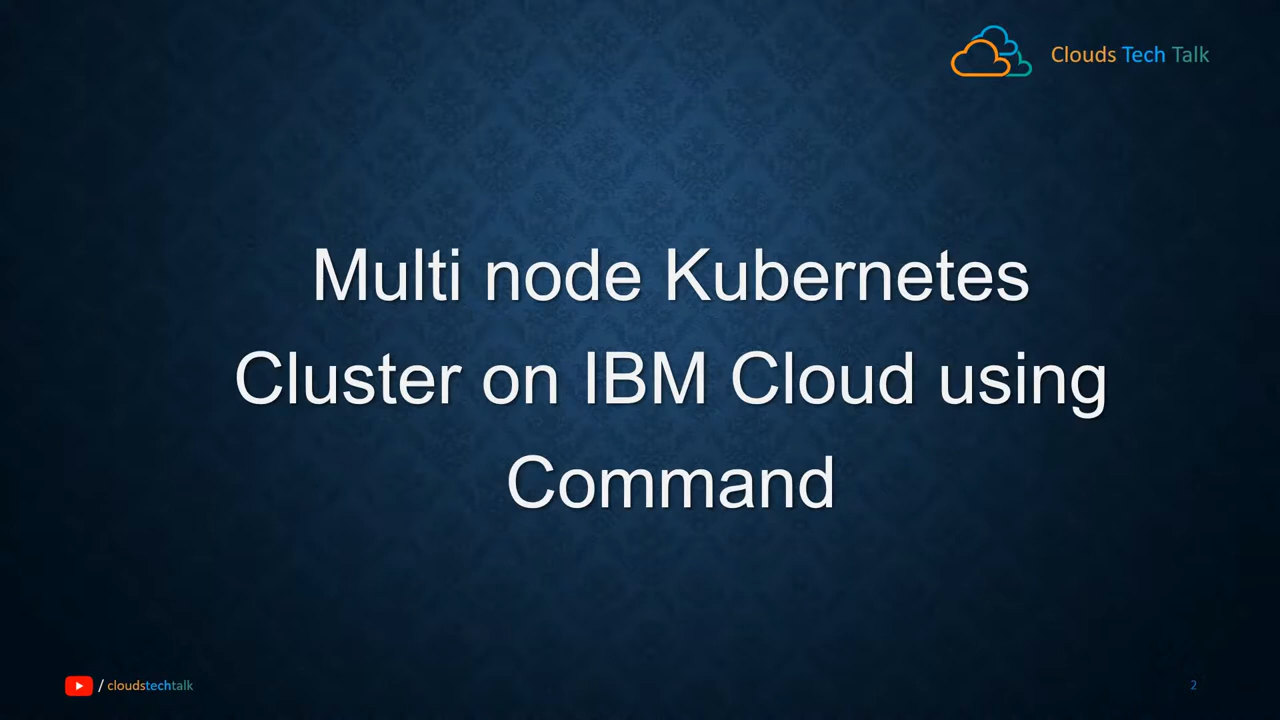 Clouds Tech Talk
Multi node Kubernetes
Cluster on IBM Cloud using
Command
/ cloudstechtalk
2